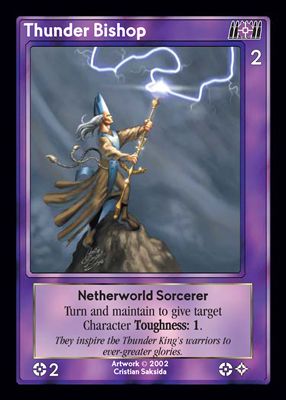 Thunder Bishop
2
Netherworld Sorcerer
Turn and maintain to give target
Character Toughness: 1.
They inspire the Thunder King's warriors to
ever-greater glories.
Artwork © 2002
Cristian Saksida
2